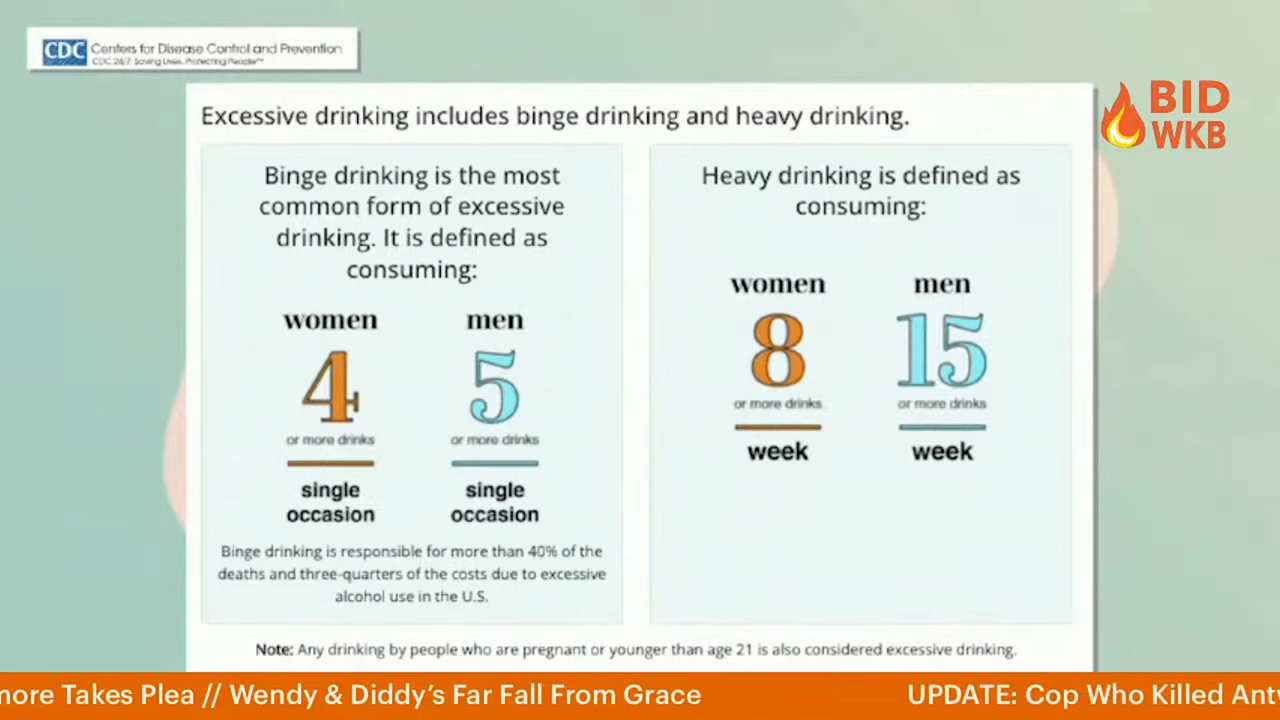 CDC Centers for Disease Control and Prevention
CDC 24/7: Saving Lives, Protecting People™
Excessive drinking includes binge drinking and heavy drinking.
BID
WKB
Binge drinking is the most
common form of excessive
drinking. It is defined as
consuming:
women men
4 5
or more drinks or more drinks
single single
occasion occasion
Binge drinking is responsible for more than 40% of the
deaths and three-quarters of the costs due to excessive
alcohol use in the U.S.
Heavy drinking is defined as
consuming:
women men
8 15
or more drinks or more drinks
week week
Note: Any drinking by people who are pregnant or younger than age 21 is also considered excessive drinking.
more Takes Plea // Wendy & Diddy's Far Fall From Grace UPDATE: Cop Who Killed Antw